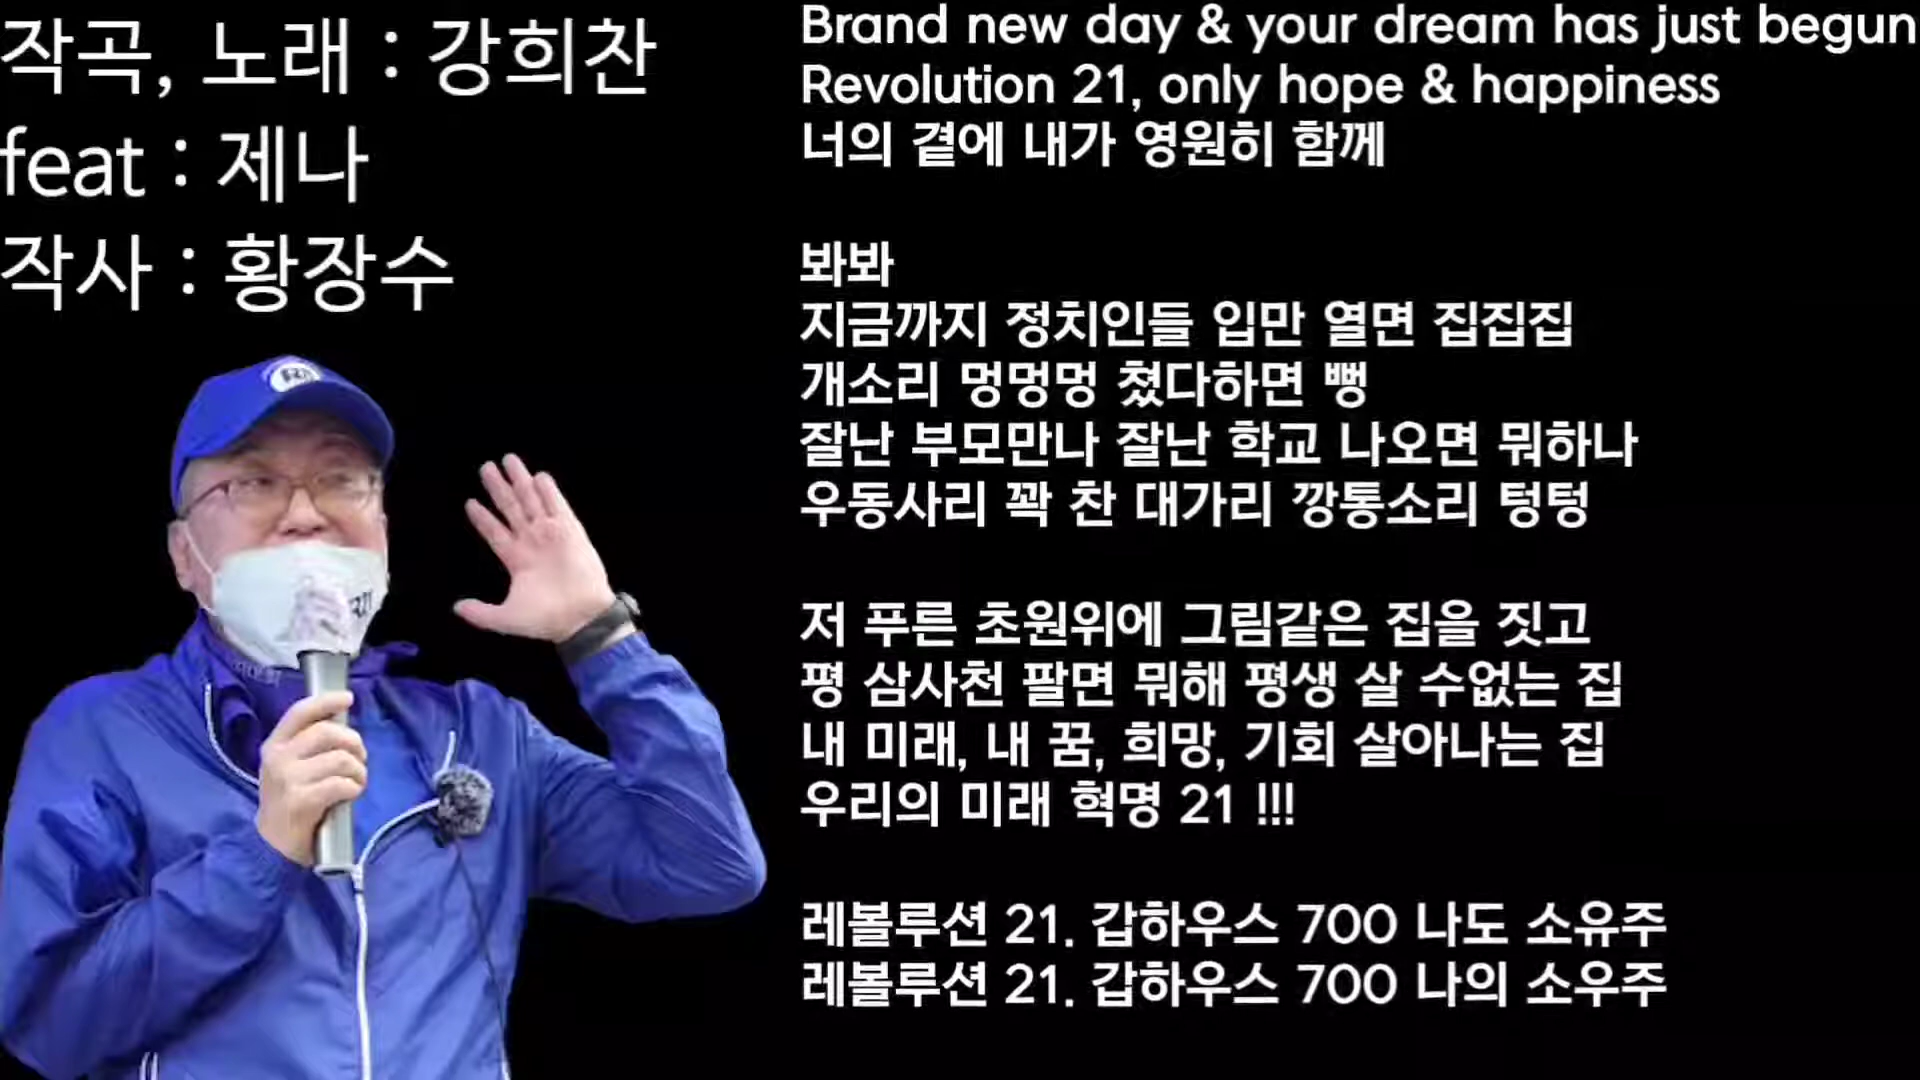 작곡, 노래 : 강희찬
feat : 제나
작사 : 황장수
Brand new day & your dream has just begun
Revolution 21, only hope & happiness
너의 곁에 내가 영원히 함께
봐봐
지금까지 정치인들 입만 열면 집집집
개소리 멍멍멍 쳤다하면 뻥
잘난 부모만나 잘난 학교 나오면 뭐하나
우동사리 꽉 찬 대가리 깡통소리 텅텅
저 푸른 초원위에 그림같은 집을 짓고
평 삼사천 팔면 뭐해 평생 살 수없는 집
내 미래, 내 꿈, 희망, 기회 살아나는 집
우리의 미래 혁명 21 !!!
레볼루션 21. 갑하우스 700 나도 소유주
레볼루션 21. 갑하우스 700 나의 소우주